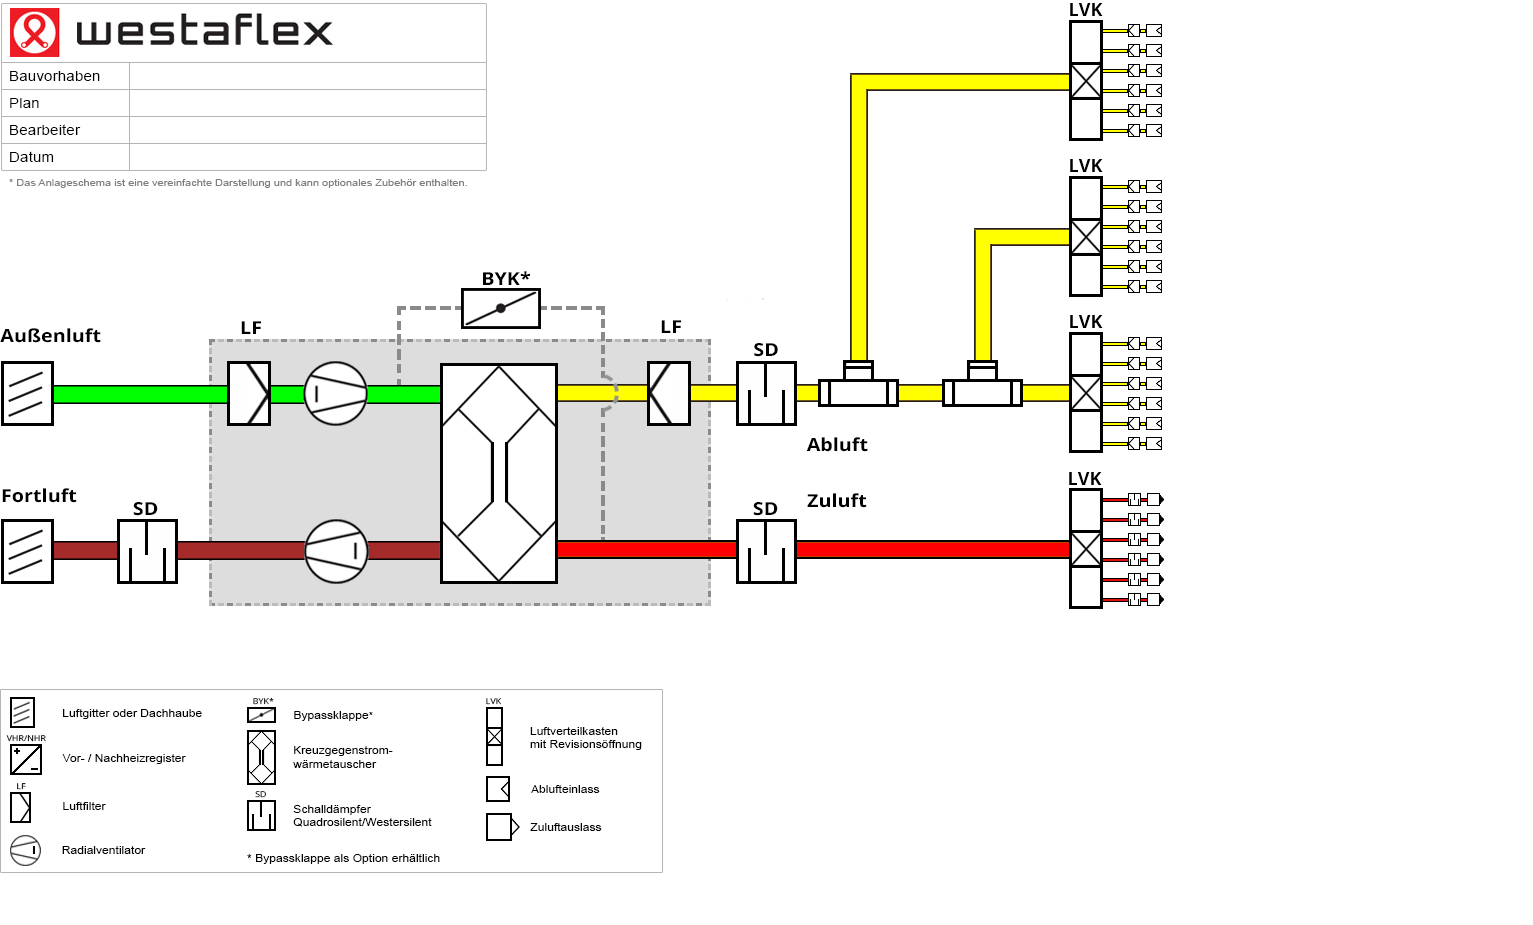 westaflex
Bauvorhaben
Plan
Bearbeiter
Datum
* Das Anlageschema ist eine vereinfachte Darstellung und kann optionales Zubehör enthalten.
LVK
LVK
BYK*
LF
LF
LVK
Außenluft
SD
Abluft
LVK
Fortluft
SD
SD
Zuluft
Luftgitter oder Dachhaube
VHR/NHR
Vor- / Nachheizregister
LF
Luftfilter
Radialventilator
BYK*
Bypassklappe*
Kreuzgegenstrom-
wärmetauscher
SD
Schalldämpfer
Quadrosilent/Westersilent
* Bypassklappe als Option erhältlich
LVK
Luftverteilkasten
mit Revisionsöffnung
Ablufteinlass
Zuluftauslass